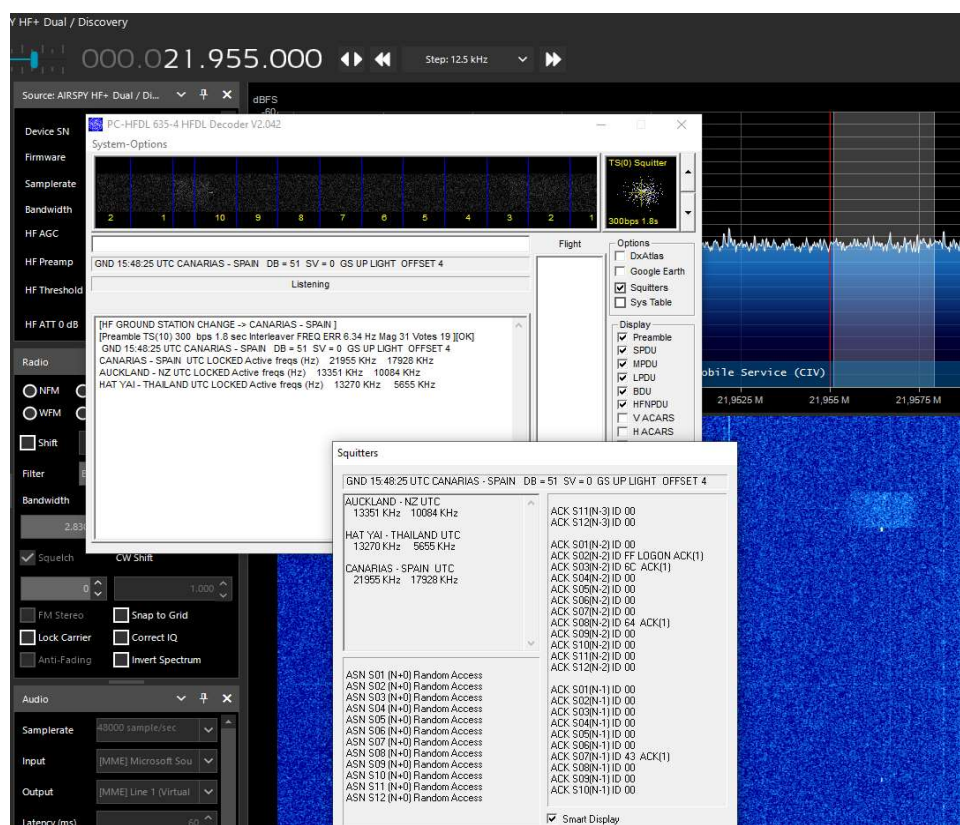 Y HF+ Dual / Discovery
000.021.955.000
Step: 12.5 kHz
Source: AIRSPY HF+ Dual / Di...
Device SN
Firmware
Samplerate
Bandwidth
HF AGC
HF Preamp
HF Threshold
HF ATT 0 dB
dBFS
PC-HFDL 635-4 HFDL Decoder V2.042
System-Options
2 1 10 9 8 7 6 5 4 3 2 1
TS(0) Squitter
300bps 1.8s
GND 15:48:25 UTC CANARIAS - SPAIN DB = 51 SV = 0 GS UP LIGHT OFFSET 4
Listening
[HF GROUND STATION CHANGE -> CANARIAS - SPAIN ]
[Preamble TS(10) 300 bps 1.8 sec Interleaver FREQ ERR 6.34 Hz Mag 31 Votes 19 ][OK]
GND 15:48:25 UTC CANARIAS - SPAIN DB = 51 SV = 0 GS UP LIGHT OFFSET 4
CANARIAS - SPAIN UTC LOCKED Active freqs (Hz) 21955 KHz 17928 KHz
AUCKLAND - NZ UTC LOCKED Active freqs (Hz) 13351 KHz 10084 KHz
HAT YAI - THAILAND UTC LOCKED Active freqs (Hz) 13270 KHz 5655 KHz
Flight
Options
DxAtlas
Google Earth
Squitters
Sys Table
Display
Preamble
SPDU
MPDU
LPDU
BDU
HFNPDU
V ACARS
H ACARS
obile Service (CIV)
21,9525 M 21,955 M 21,9575 M
Radio
NFM
WFM
Shift
Filter
Bandwidth
Squelch
CW Shift
0
1.000
FM Stereo
Snap to Grid
Lock Carrier
Correct IQ
Anti-Fading
Invert Spectrum
Audio
Samplerate
48000 sample/sec
Input
[MME] Microsoft Sou
Output
[MME] Line 1 (Virtual
Latency (ms)
60
Squitters
GND 15:48:25 UTC CANARIAS - SPAIN DB = 51 SV = 0 GS UP LIGHT OFFSET 4
AUCKLAND - NZ UTC
13351 KHz 10084 KHz
HAT YAI - THAILAND UTC
13270 KHz 5655 KHz
CANARIAS - SPAIN UTC
21955 KHz 17928 KHz
ASN S01 (N+0) Random Access
ASN S02 (N+0) Random Access
ASN S03 (N+0) Random Access
ASN S04 (N+0) Random Access
ASN S05 (N+0) Random Access
ASN S06 (N+0) Random Access
ASN S07 (N+0) Random Access
ASN S08 (N+0) Random Access
ASN S09 (N+0) Random Access
ASN S10 (N+0) Random Access
ASN S11 (N+0) Random Access
ASN S12 (N+0) Random Access
ACK S11(N-3) ID 00
ACK S12(N-3) ID 00
ACK S01(N-2) ID 00
ACK S02(N-2) ID FF LOGON ACK(1)
ACK S03(N-2) ID 6C ACK(1)
ACK S04(N-2) ID 00
ACK S05(N-2) ID 00
ACK S06(N-2) ID 00
ACK S07(N-2) ID 00
ACK S08(N-2) ID 64 ACK(1)
ACK S09(N-2) ID 00
ACK S10(N-2) ID 00
ACK S11(N-2) ID 00
ACK S12(N-2) ID 00
ACK S01(N-1) ID 00
ACK S02(N-1) ID 00
ACK S03(N-1) ID 00
ACK S04(N-1) ID 00
ACK S05(N-1) ID 00
ACK S06(N-1) ID 00
ACK S07(N-1) ID 43 ACK(1)
ACK S08(N-1) ID 00
ACK S09(N-1) ID 00
ACK S10(N-1) ID 00
Smart Display